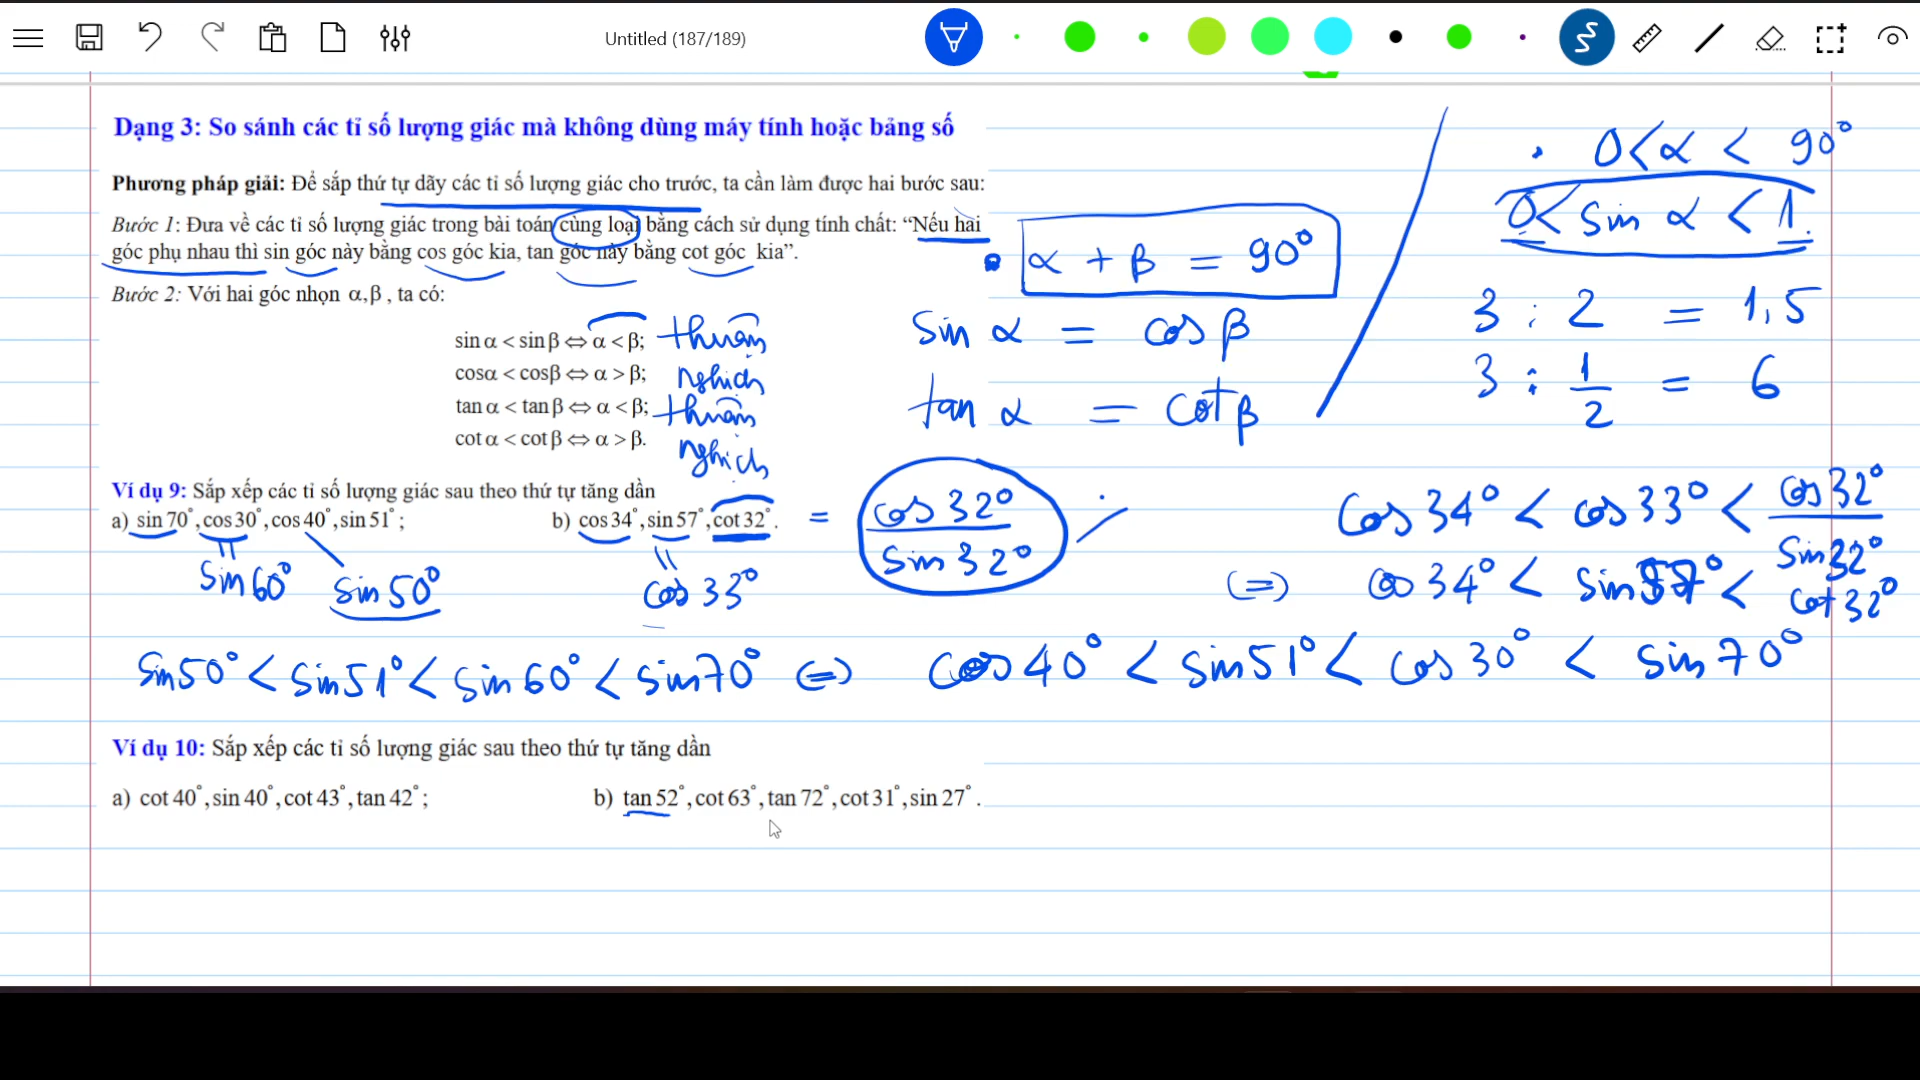 Untitled (187/189)
Dạng 3: So sánh các tỉ số lượng giác mà không dùng máy tính hoặc bảng số
Phương pháp giải: Để sắp thứ tự dãy các tỉ số lượng giác cho trước, ta cần làm được hai bước sau:
Bước 1: Đưa về các tỉ số lượng giác trong bài toán cùng loại bằng cách sử dụng tính chất: “Nếu hai
góc phụ nhau thì sin góc này bằng cos góc kia, tan góc này bằng cot góc kia”.
Bước 2: Với hai góc nhọn α,β , ta có:
sin α < sin β ⇔ α < β; thuận
cosα < cosβ ⇔ α > β; nghịch
tan α < tan β ⇔ α < β; thuận
cot α < cot β ⇔ α > β. nghịch
α + β = 90°
sin α = cos β
tan α = cot β
0 < α < 90°
0 < sin α < 1.
3 : 2 = 1,5
3 : 1/2 = 6
Ví dụ 9: Sắp xếp các tỉ số lượng giác sau theo thứ tự tăng dần
a) sin 70°, cos 30°, cos 40°, sin 51° ;
= sin 60°
sin 50°
b) cos 34°, sin 57°, cot 32° . = cos 32° / sin 32°
= cos 33°
cos 34° < cos 33° < cos 32° / sin 32°
(=) cos 34° < sin 57° < cot 32°
sin 50° < sin 51° < sin 60° < sin 70° (=) cos 40° < sin 51° < cos 30° < sin 70°
Ví dụ 10: Sắp xếp các tỉ số lượng giác sau theo thứ tự tăng dần
a) cot 40°, sin 40°, cot 43°, tan 42° ;
b) tan 52°, cot 63°, tan 72°, cot 31°, sin 27° .